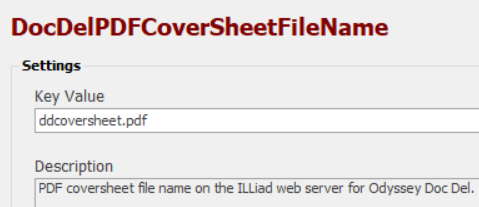 DocDelPDFCoverSheetFileName
Settings
Key Value
ddcoversheet.pdf
Description
PDF coversheet file name on the ILLiad web server for Odyssey Doc Del.